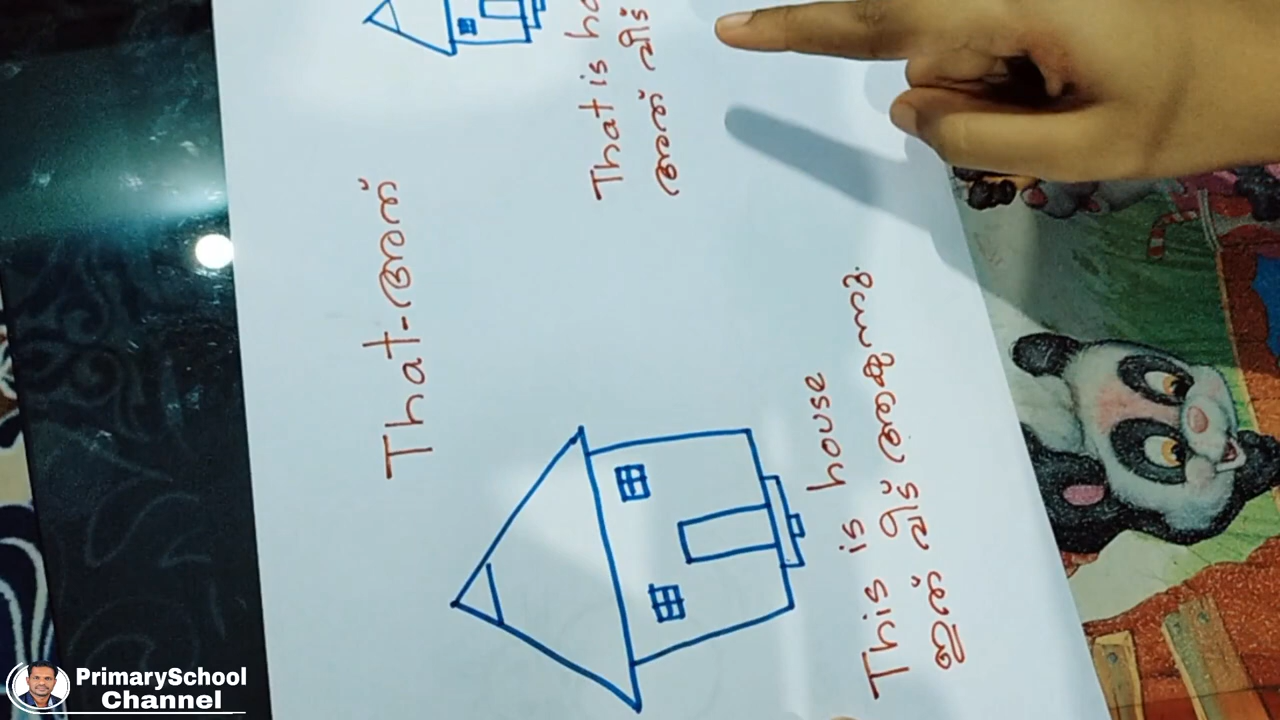 That - അത്
This is house
ഇത് വീട് ആകുന്നു.
That is
അത് വീട്
PrimarySchool
Channel